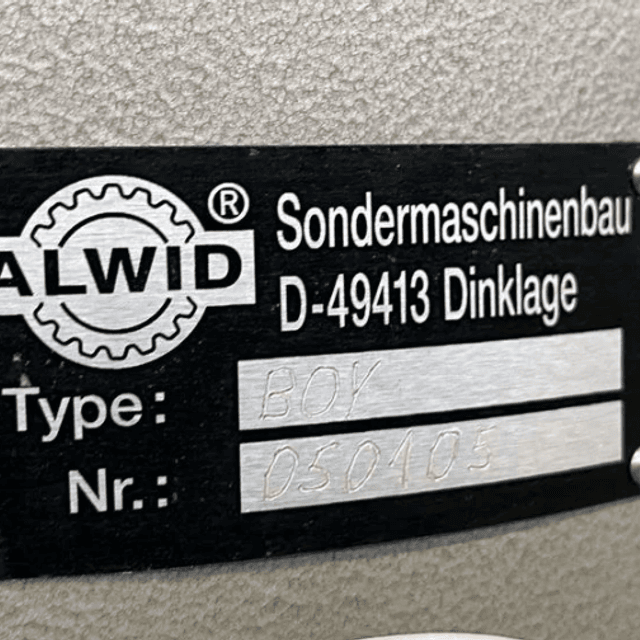 ALWID ®
Sondermaschinenbau
D-49413 Dinklage
Type: BOY
Nr.: 050105